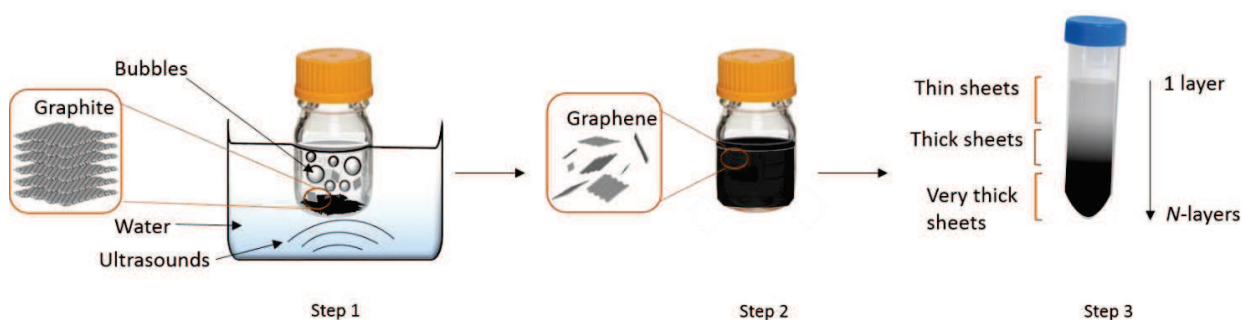 Bubbles
Graphite
Water
Ultrasounds
Step 1
Graphene
Step 2
Thin sheets
Thick sheets
Very thick
sheets
1 layer
N-layers
Step 3